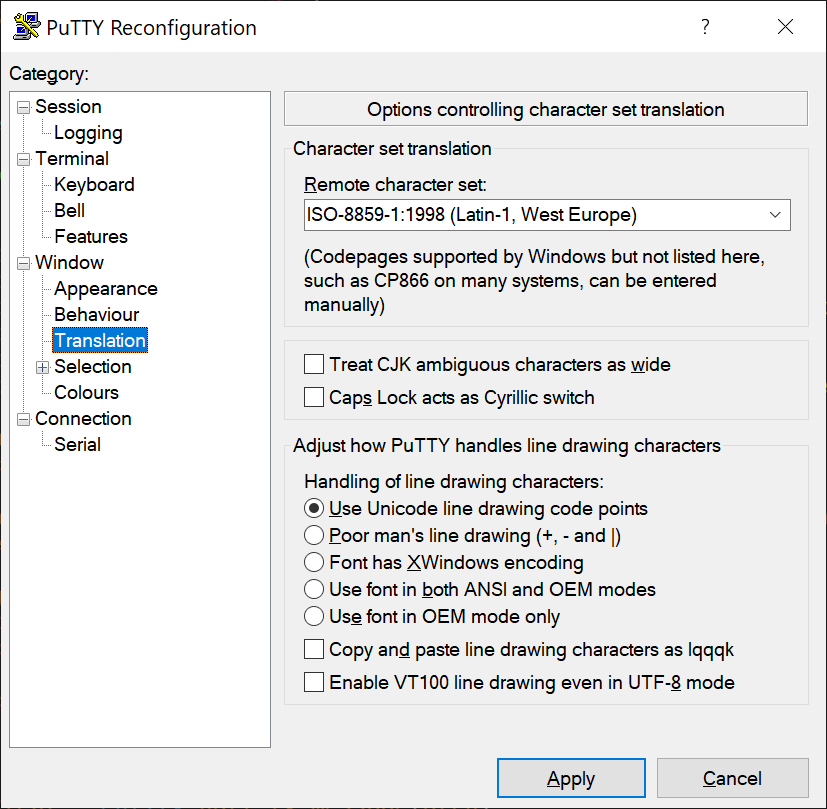 PuTTY Reconfiguration
?
Category:
Session
Logging
Terminal
Keyboard
Bell
Features
Window
Appearance
Behaviour
Translation
Selection
Colours
Connection
Serial
Options controlling character set translation
Character set translation
Remote character set:
ISO-8859-1:1998 (Latin-1, West Europe)
(Codepages supported by Windows but not listed here,
such as CP866 on many systems, can be entered
manually)
Treat CJK ambiguous characters as wide
Caps Lock acts as Cyrillic switch
Adjust how PuTTY handles line drawing characters
Handling of line drawing characters:
Use Unicode line drawing code points
Poor man's line drawing (+, - and |)
Font has XWindows encoding
Use font in both ANSI and OEM modes
Use font in OEM mode only
Copy and paste line drawing characters as lqqqk
Enable VT100 line drawing even in UTF-8 mode
Apply
Cancel